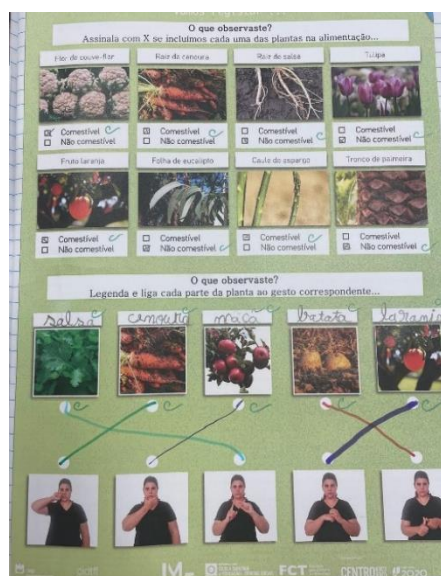 O que observaste?
Assinala com X se incluímos cada uma das plantas na alimentação...
Flor de couve-flor Raiz de cenoura Raiz de salsa Tulipa
Comestível Comestível Comestível Comestível
Não comestível Não comestível Não comestível Não comestível
Fruto laranja Folha de eucalipto Caule do espargo Tronco de palmeira
Comestível Comestível Comestível Comestível
Não comestível Não comestível Não comestível Não comestível
O que observaste?
Legenda e liga cada parte da planta ao gesto correspondente...
salsa cenoura maçã batata laranja
FCT CENTRO 2020